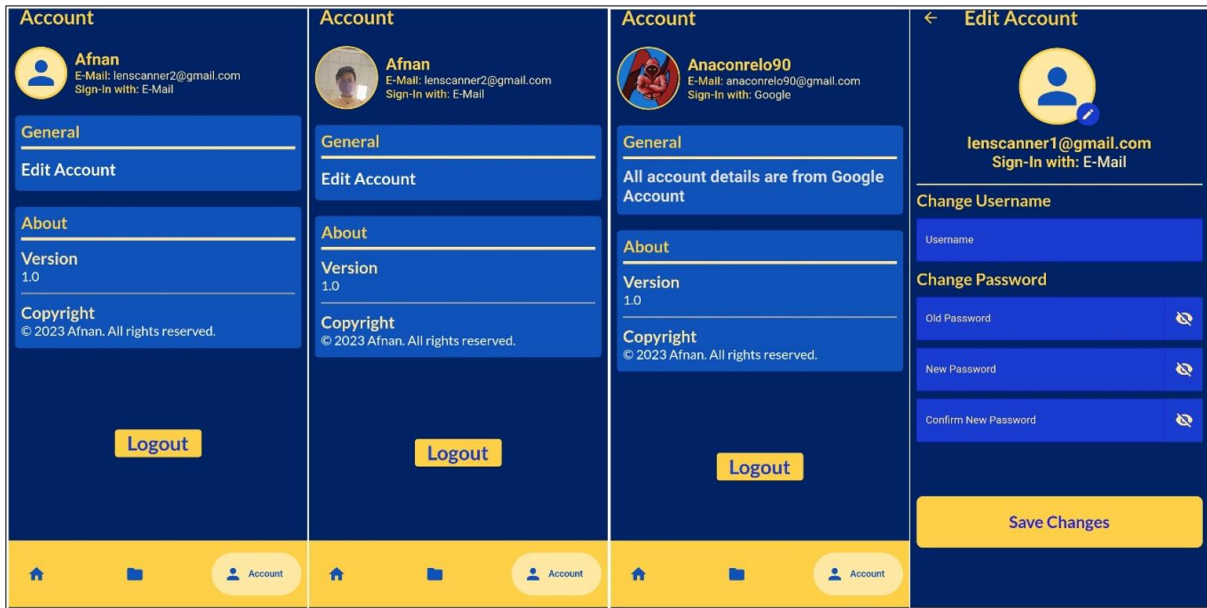 Account
Afnan
E-Mail: lenscanner2@gmail.com
Sign-In with: E-Mail
General
Edit Account
About
Version
1.0
Copyright
© 2023 Afnan. All rights reserved.
Logout
Account
Account
Afnan
E-Mail: lenscanner2@gmail.com
Sign-In with: E-Mail
General
Edit Account
About
Version
1.0
Copyright
© 2023 Afnan. All rights reserved.
Logout
Account
Account
Anaconrelo90
E-Mail: anaconrelo90@gmail.com
Sign-In with: Google
General
All account details are from Google
Account
About
Version
1.0
Copyright
© 2023 Afnan. All rights reserved.
Logout
Account
Edit Account
lenscanner1@gmail.com
Sign-In with: E-Mail
Change Username
Username
Change Password
Old Password
New Password
Confirm New Password
Save Changes